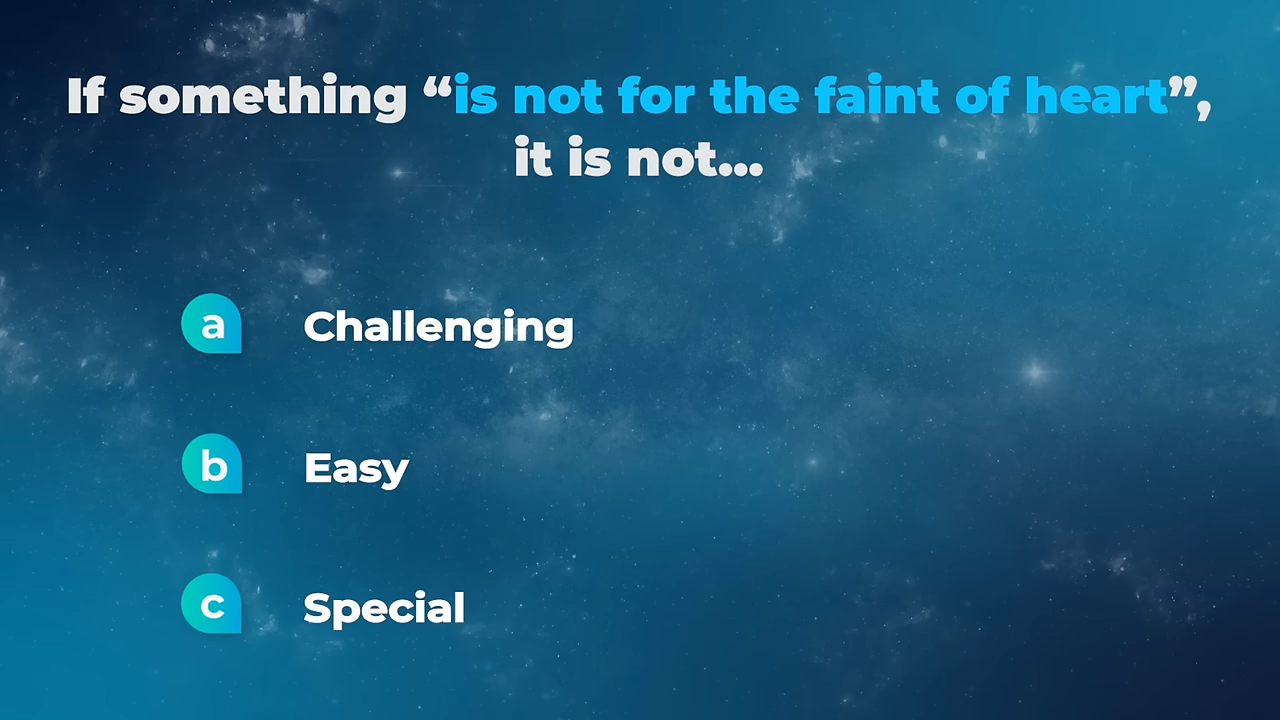 If something “is not for the faint of heart”,
it is not...
a Challenging
b Easy
c Special